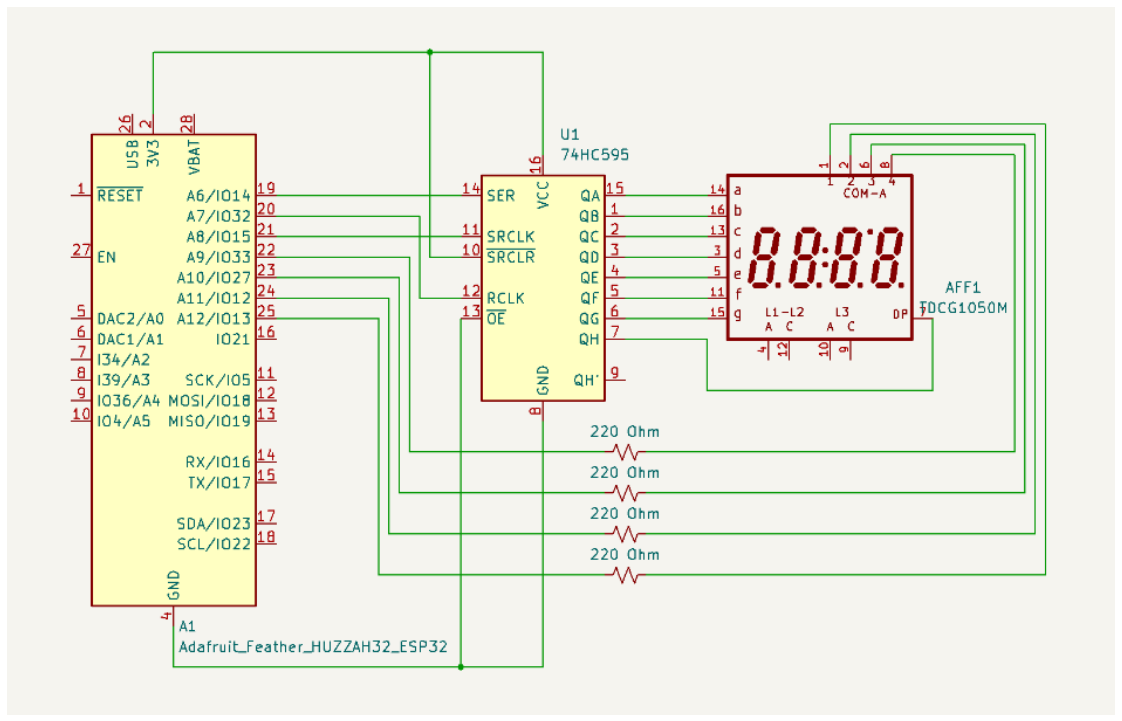 26
2
28
USB
3V3
VBAT
1
RESET
27
EN
5
DAC2/A0
6
DAC1/A1
7
I34/A2
8
I39/A3
9
IO36/A4
10
IO4/A5
A6/IO14
19
A7/IO32
20
A8/IO15
21
A9/IO33
22
A10/IO27
23
A11/IO12
24
A12/IO13
25
IO21
16
SCK/IO5
11
MOSI/IO18
12
MISO/IO19
13
RX/IO16
14
TX/IO17
15
SDA/IO23
17
SCL/IO22
18
GND
4
A1
Adafruit_Feather_HUZZAH32_ESP32
U1
74HC595
16
VCC
14
SER
11
SRCLK
10
SRCLR
12
RCLK
13
OE
QA
15
QB
1
QC
2
QD
3
QE
4
QF
5
QG
6
QH
7
QH'
9
GND
8
1
2
6
8
1
2
3
4
COM-A
14
a
16
b
13
c
3
d
5
e
11
f
15
g
8.8:8.8.
L1-L2
A C
L3
A C
4
12
10
9
DP
7
AFF1
TDCG1050M
220 Ohm
220 Ohm
220 Ohm
220 Ohm